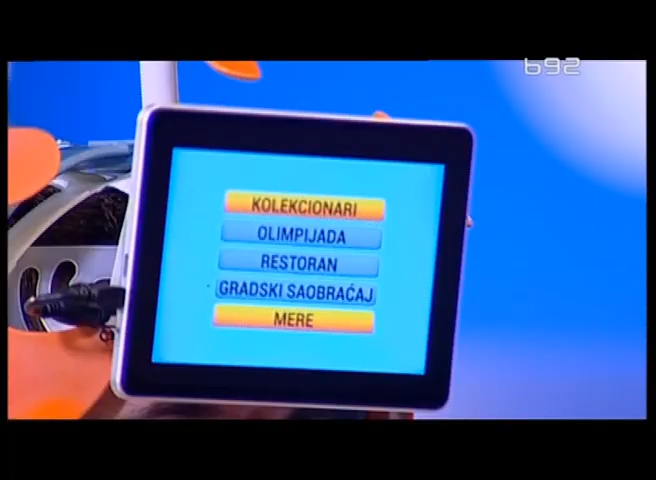 b92
KOLEKCIONARI
OLIMPIJADA
RESTORAN
GRADSKI SAOBRAĆAJ
MERE